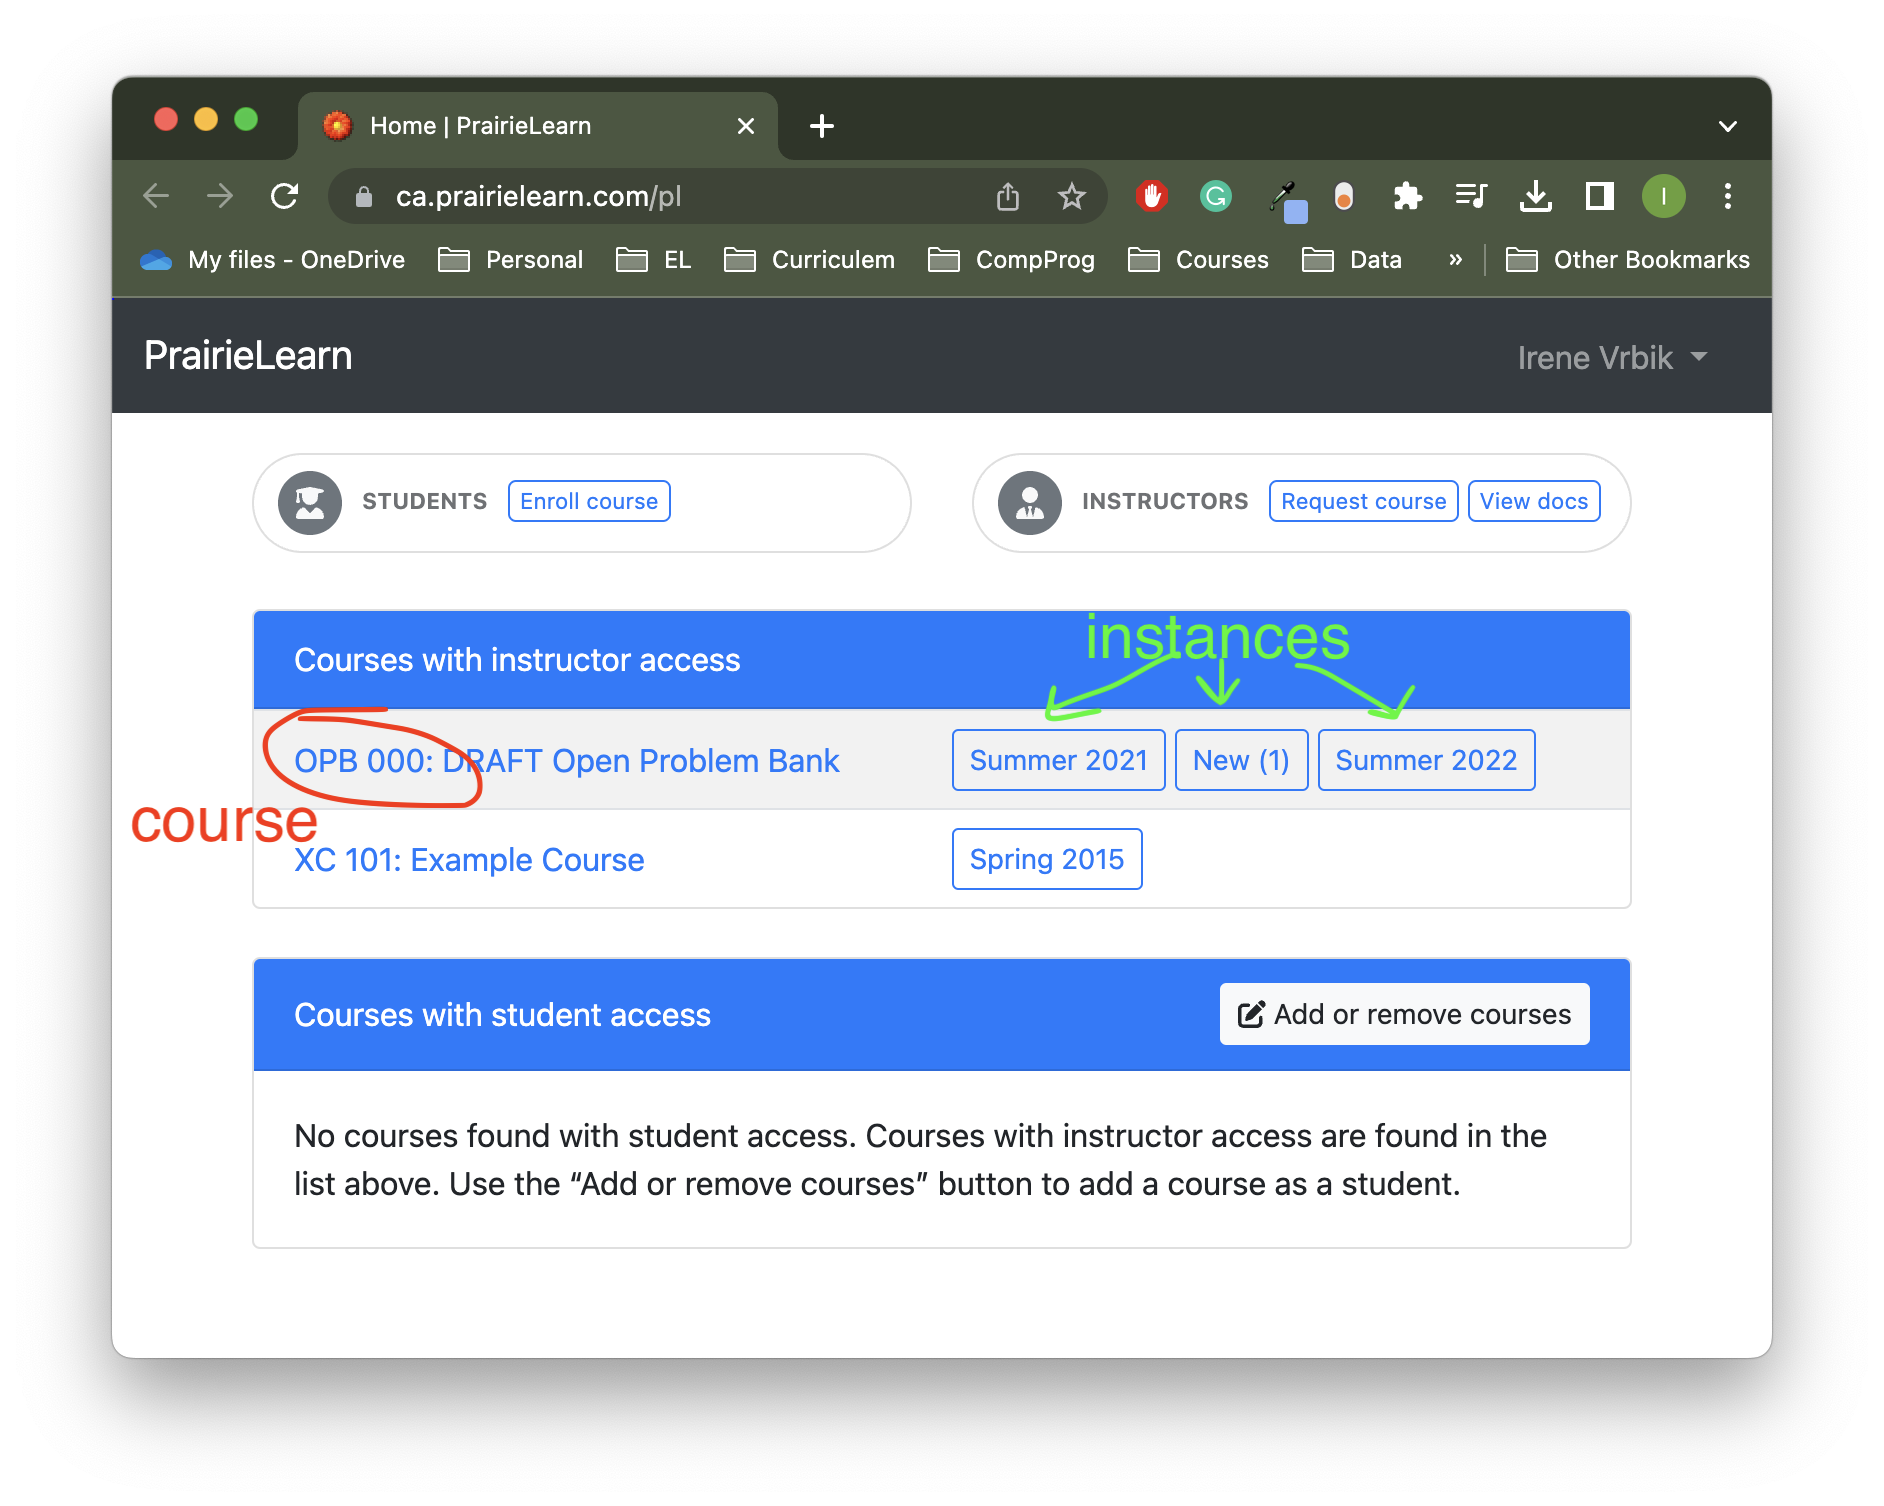 Home | PrairieLearn
ca.prairielearn.com/pl
G
I
My files - OneDrive Personal EL Curriculem CompProg Courses Data » Other Bookmarks
PrairieLearn Irene Vrbik
STUDENTS Enroll course INSTRUCTORS Request course View docs
instances
Courses with instructor access
OPB 000: DRAFT Open Problem Bank Summer 2021 New (1) Summer 2022
course
XC 101: Example Course Spring 2015
Courses with student access Add or remove courses
No courses found with student access. Courses with instructor access are found in the
list above. Use the “Add or remove courses” button to add a course as a student.